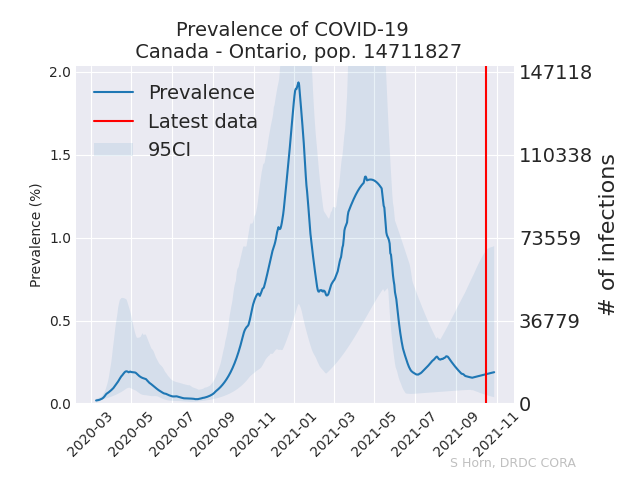 Prevalence of COVID-19
Canada - Ontario, pop. 14711827
Prevalence
Latest data
95CI
Prevalence (%)
2.0
1.5
1.0
0.5
0.0
147118
110338
73559
36779
0
# of infections
2020-03
2020-05
2020-07
2020-09
2020-11
2021-01
2021-03
2021-05
2021-07
2021-09
2021-11
S Horn, DRDC CORA